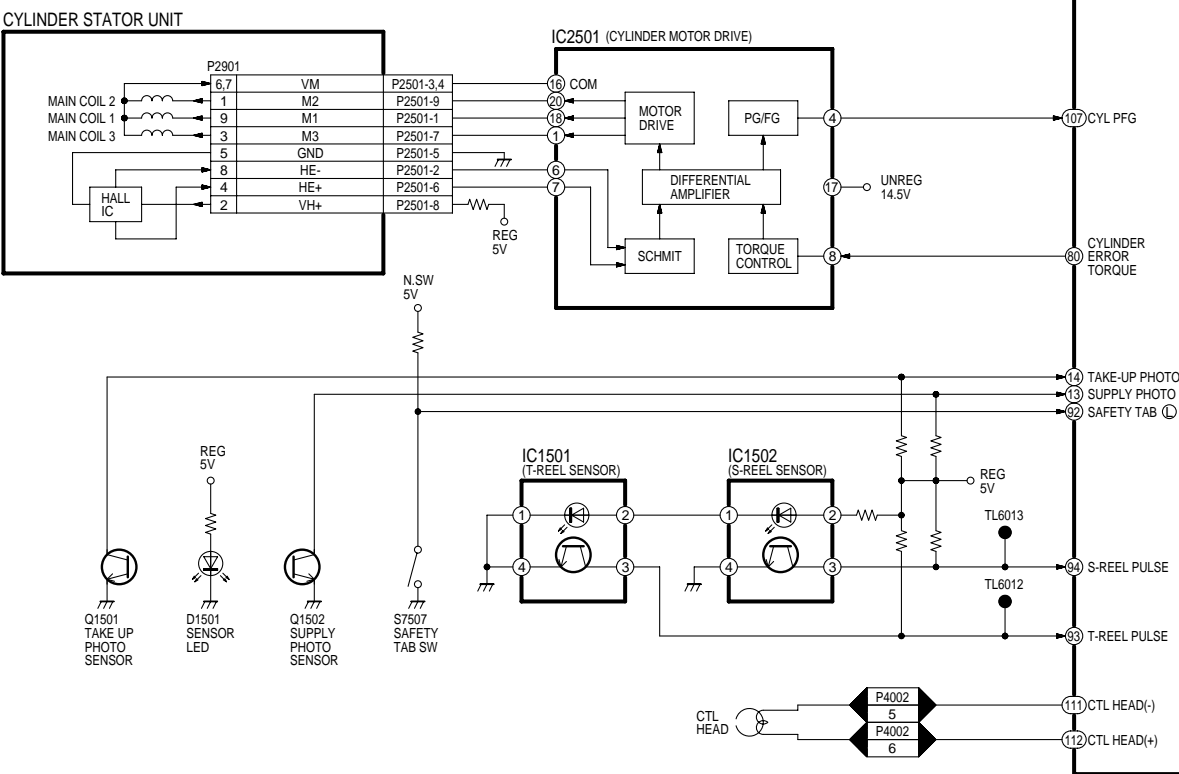 CYLINDER STATOR UNIT
IC2501 (CYLINDER MOTOR DRIVE)
P2901
6,7 VM P2501-3,4 16 COM
MAIN COIL 2 1 M2 P2501-9 20
MAIN COIL 1 9 M1 P2501-1 18
MAIN COIL 3 3 M3 P2501-7 1
5 GND P2501-5
8 HE- P2501-2 6
4 HE+ P2501-6 7
2 VH+ P2501-8
HALL
IC
REG
5V
MOTOR
DRIVE
PG/FG
4
107 CYL PFG
DIFFERENTIAL
AMPLIFIER
17 UNREG
14.5V
SCHMIT
TORQUE
CONTROL
8
80 CYLINDER
ERROR
TORQUE
N.SW
5V
14 TAKE-UP PHOTO
13 SUPPLY PHOTO
92 SAFETY TAB Ⓛ
REG
5V
IC1501
(T-REEL SENSOR)
1 2
4 3
IC1502
(S-REEL SENSOR)
1 2
4 3
REG
5V
TL6013
94 S-REEL PULSE
TL6012
93 T-REEL PULSE
Q1501
TAKE UP
PHOTO
SENSOR
D1501
SENSOR
LED
Q1502
SUPPLY
PHOTO
SENSOR
S7507
SAFETY
TAB SW
CTL
HEAD
P4002
5
111 CTL HEAD(-)
P4002
6
112 CTL HEAD(+)